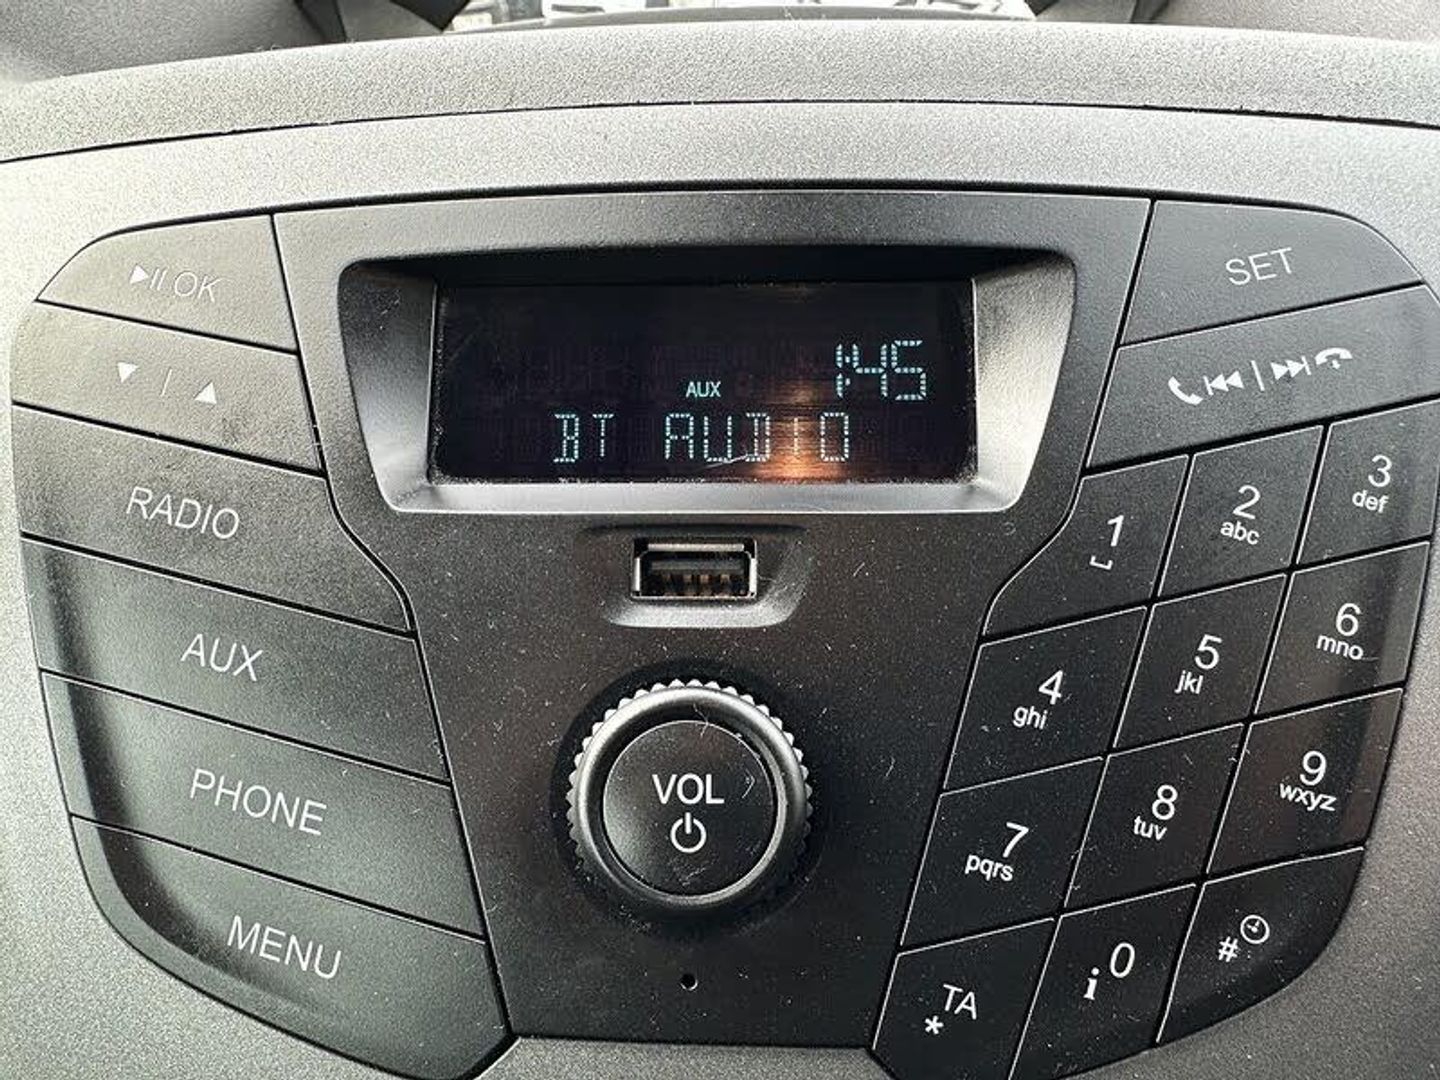 OK
SET
1:45
AUX
BT AUDIO
RADIO
AUX
PHONE
MENU
VOL
1
2
abc
3
def
4
ghi
5
jkl
6
mno
7
pqrs
8
tuv
9
wxyz
TA
*
i 0
#